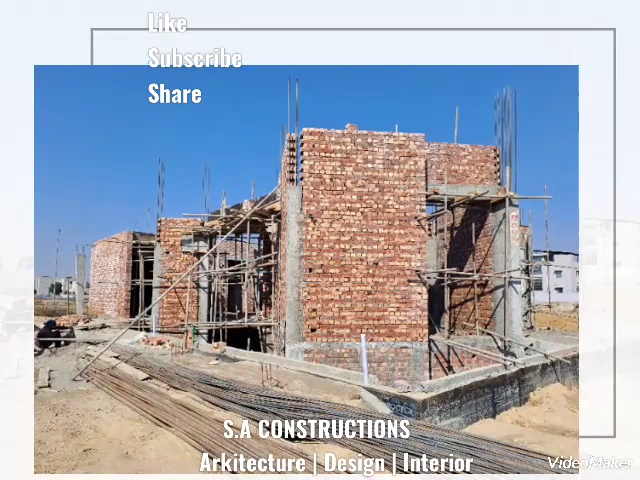 Like
Subscribe
Share
S.A CONSTRUCTIONS
Arkitecture | Design | Interior
VideoMaker